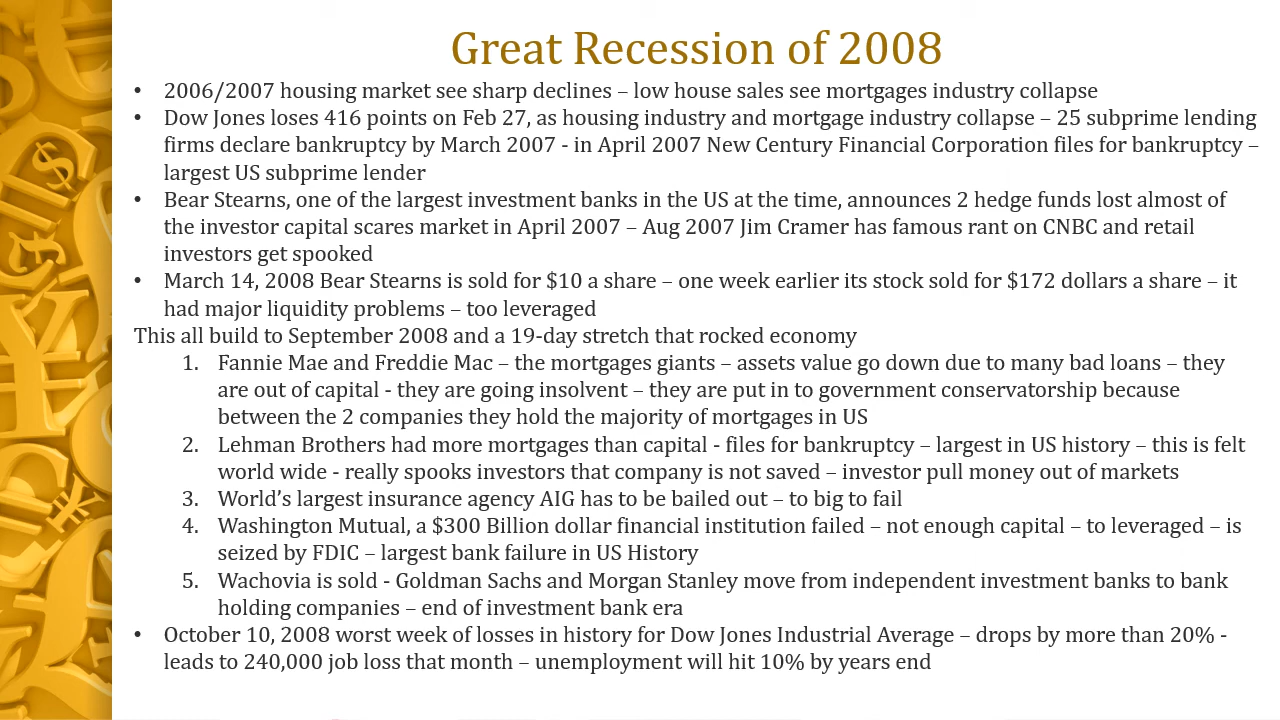 Great Recession of 2008
• 2006/2007 housing market see sharp declines – low house sales see mortgages industry collapse
• Dow Jones loses 416 points on Feb 27, as housing industry and mortgage industry collapse – 25 subprime lending
firms declare bankruptcy by March 2007 - in April 2007 New Century Financial Corporation files for bankruptcy –
largest US subprime lender
• Bear Stearns, one of the largest investment banks in the US at the time, announces 2 hedge funds lost almost of
the investor capital scares market in April 2007 – Aug 2007 Jim Cramer has famous rant on CNBC and retail
investors get spooked
• March 14, 2008 Bear Stearns is sold for $10 a share – one week earlier its stock sold for $172 dollars a share – it
had major liquidity problems – too leveraged
This all build to September 2008 and a 19-day stretch that rocked economy
1. Fannie Mae and Freddie Mac – the mortgages giants – assets value go down due to many bad loans – they
are out of capital - they are going insolvent – they are put in to government conservatorship because
between the 2 companies they hold the majority of mortgages in US
2. Lehman Brothers had more mortgages than capital - files for bankruptcy – largest in US history – this is felt
world wide - really spooks investors that company is not saved – investor pull money out of markets
3. World’s largest insurance agency AIG has to be bailed out – to big to fail
4. Washington Mutual, a $300 Billion dollar financial institution failed – not enough capital – to leveraged – is
seized by FDIC – largest bank failure in US History
5. Wachovia is sold - Goldman Sachs and Morgan Stanley move from independent investment banks to bank
holding companies – end of investment bank era
• October 10, 2008 worst week of losses in history for Dow Jones Industrial Average – drops by more than 20% -
leads to 240,000 job loss that month – unemployment will hit 10% by years end